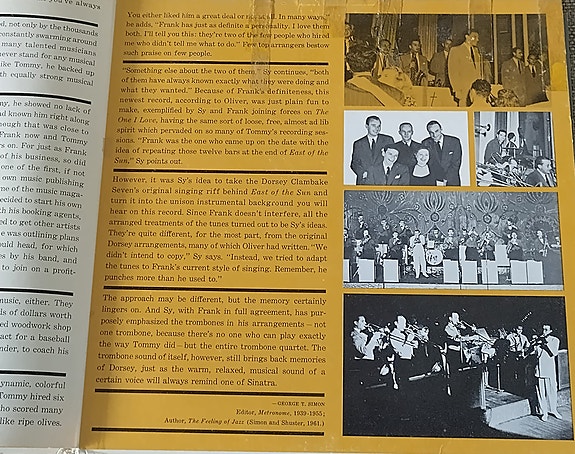 you've always
d, not only by the thousands
onstantly swarming around
many talented musicians
never stand for any musical
like Tommy, he backed up
th equally strong musical
ny, he showed no lack of
nd known him right along
though that was close to
Frank now and Tommy
rs on. For just as Frank
of his business, so did
one of the first, if not
own music publishing
me of the music maga-
ecided to start his own
h his booking agents,
ed to get other artists
e was outlining plans
ould head, for which
es by his band, and
to join on a profit-
music, either. They
ds of dollars worth
ed woodwork shop
act for a baseball
nder, to coach his
dynamic, colorful
Tommy hired six
who scored many
like ripe olives.
You either liked him a great deal or not at all. In many ways,"
he adds, "Frank has just as definite a personality. I love them
both. I'll tell you this: they're two of the few people who hired
me who didn't tell me what to do." Few top arrangers bestow
such praise on few people.
"Something else about the two of them," Sy continues, "both
of them have always known exactly what they were doing and
what they wanted." Because of Frank's definiteness, this
newest record, according to Oliver, was just plain fun to
make, exemplified by Sy and Frank joining forces on The
One I Love, having the same sort of loose, free, almost ad lib
spirit which pervaded on so many of Tommy's recording ses-
sions. "Frank was the one who came up on the date with the
idea of repeating those twelve bars at the end of East of the
Sun," Sy points out.
However, it was Sy's idea to take the Dorsey Clambake
Seven's original singing riff behind East of the Sun and
turn it into the unison instrumental background you will
hear on this record. Since Frank doesn't interfere, all the
arranged treatments of the tunes turned out to be Sy's ideas.
They're quite different, for the most part, from the original
Dorsey arrangements, many of which Oliver had written. "We
didn't intend to copy," Sy says. "Instead, we tried to adapt
the tunes to Frank's current style of singing. Remember, he
punches more than he used to."
The approach may be different, but the memory certainly
lingers on. And Sy, with Frank in full agreement, has pur-
posely emphasized the trombones in his arrangements — not
one trombone, because there's no one who can play exactly
the way Tommy did — but the entire trombone quartet. The
trombone sound of itself, however, still brings back memories
of Dorsey, just as the warm, relaxed, musical sound of a
certain voice will always remind one of Sinatra.
—GEORGE T. SIMON
Editor, Metronome, 1939-1955;
Author, The Feeling of Jazz (Simon and Shuster, 1961.)